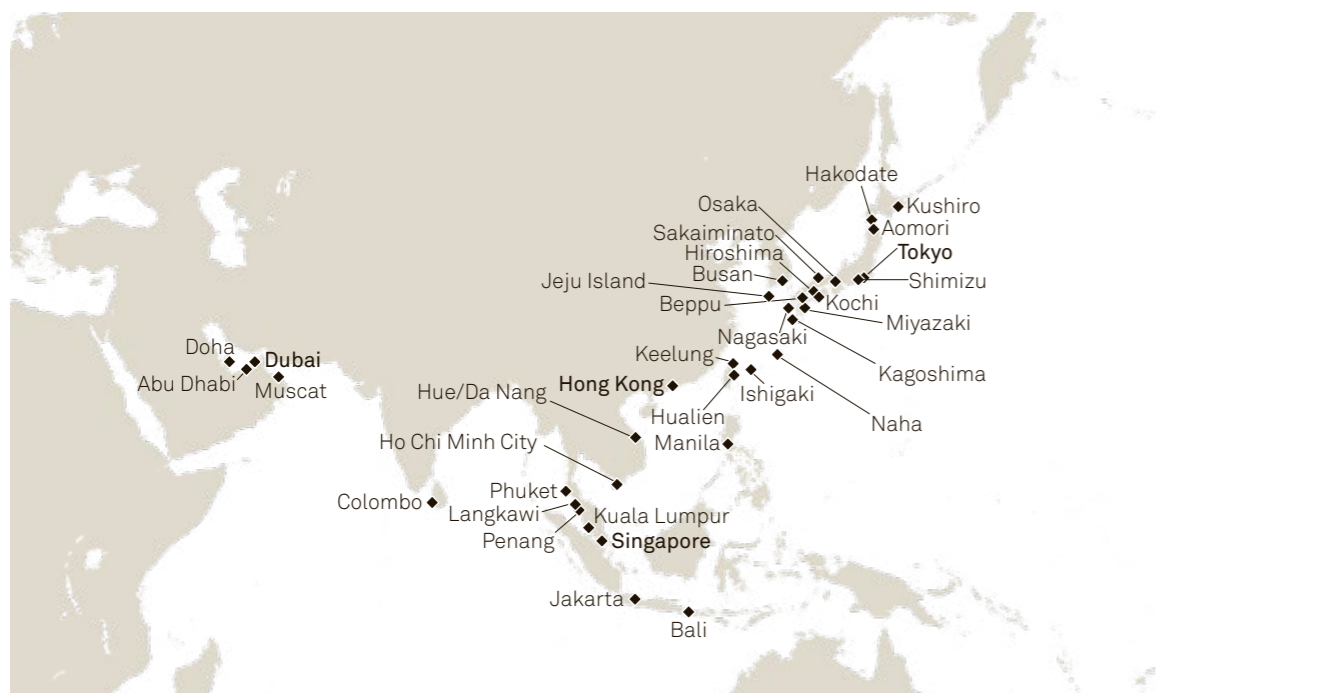 Hakodate
Osaka
Kushiro
Sakaiminato
Aomori
Hiroshima
Tokyo
Busan
Jeju Island
Shimizu
Beppu
Kochi
Miyazaki
Nagasaki
Doha
Keelung
Dubai
Kagoshima
Abu Dhabi
Hong Kong
Muscat
Hue/Da Nang
Ishigaki
Hualien
Naha
Ho Chi Minh City
Manila
Phuket
Colombo
Langkawi
Kuala Lumpur
Penang
Singapore
Jakarta
Bali